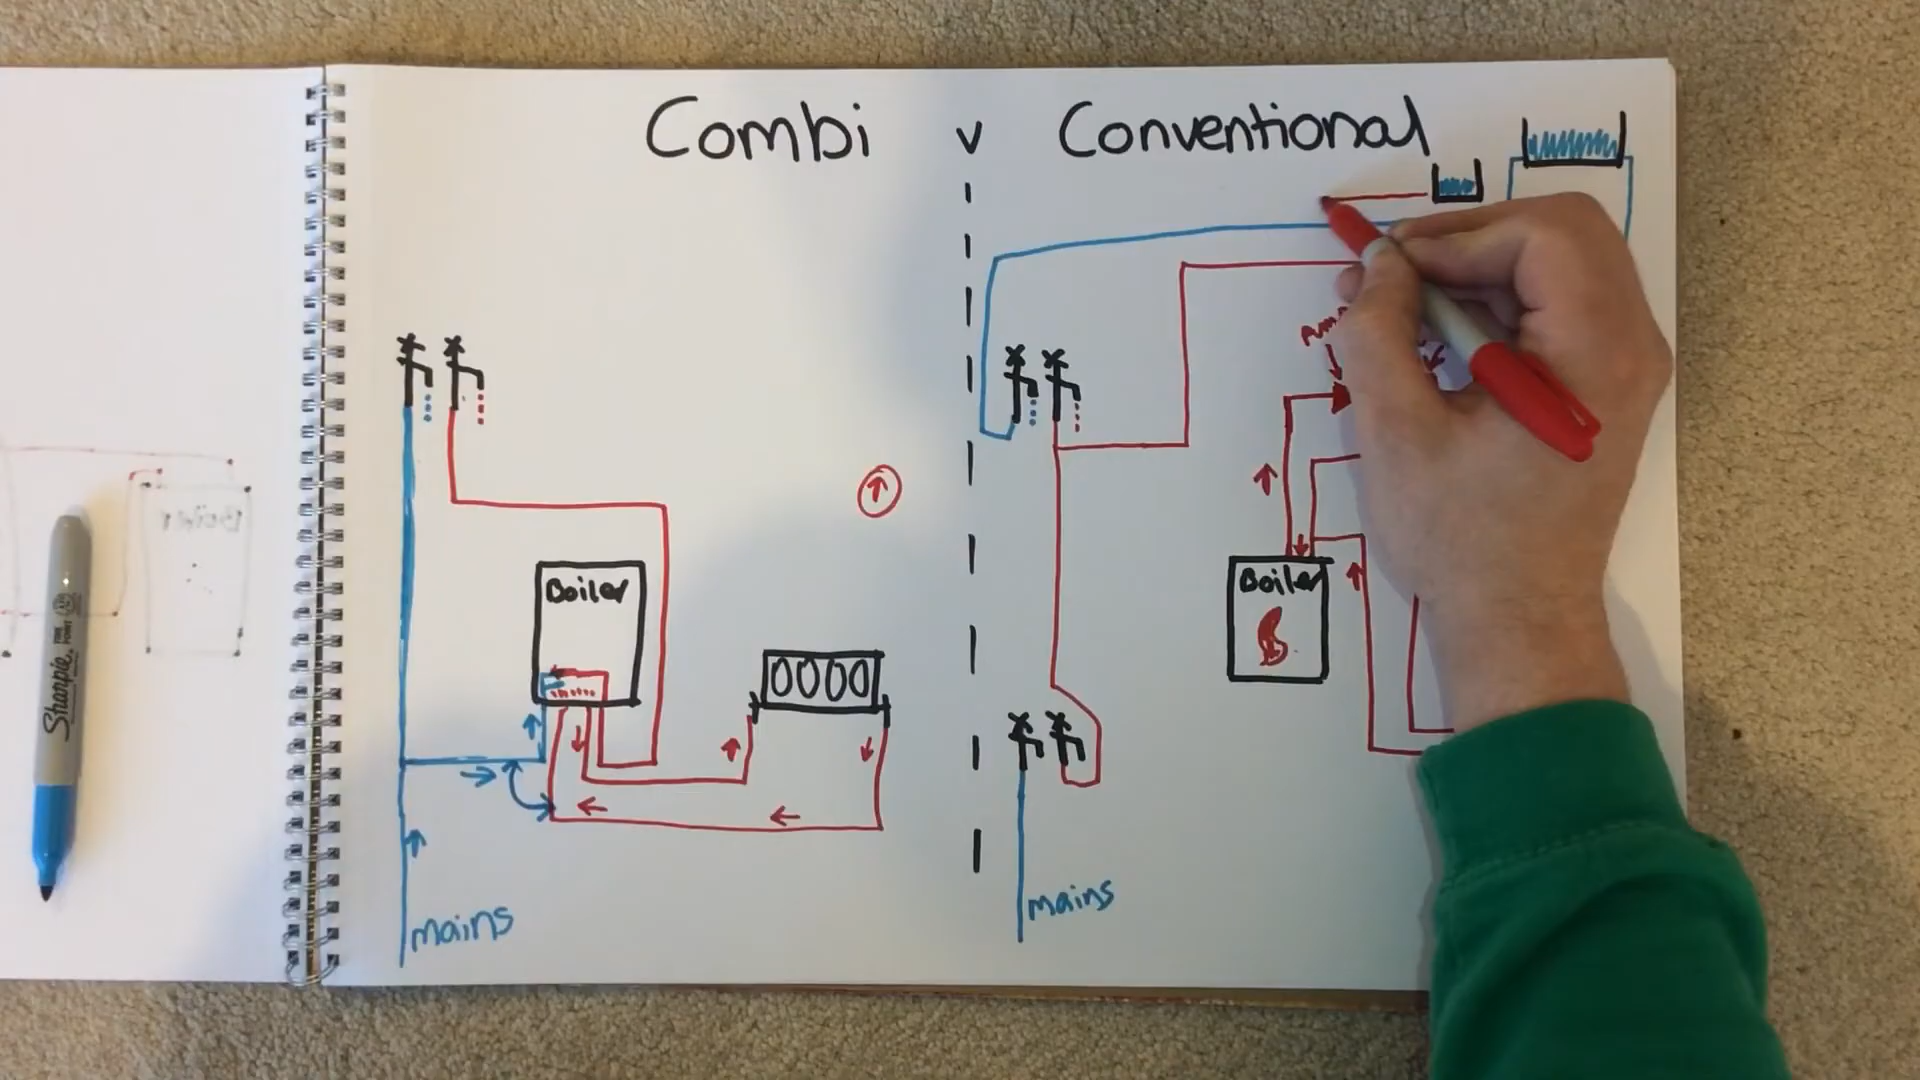 Combi v Conventional
Boiler
Boiler
mains
mains
Sharpie